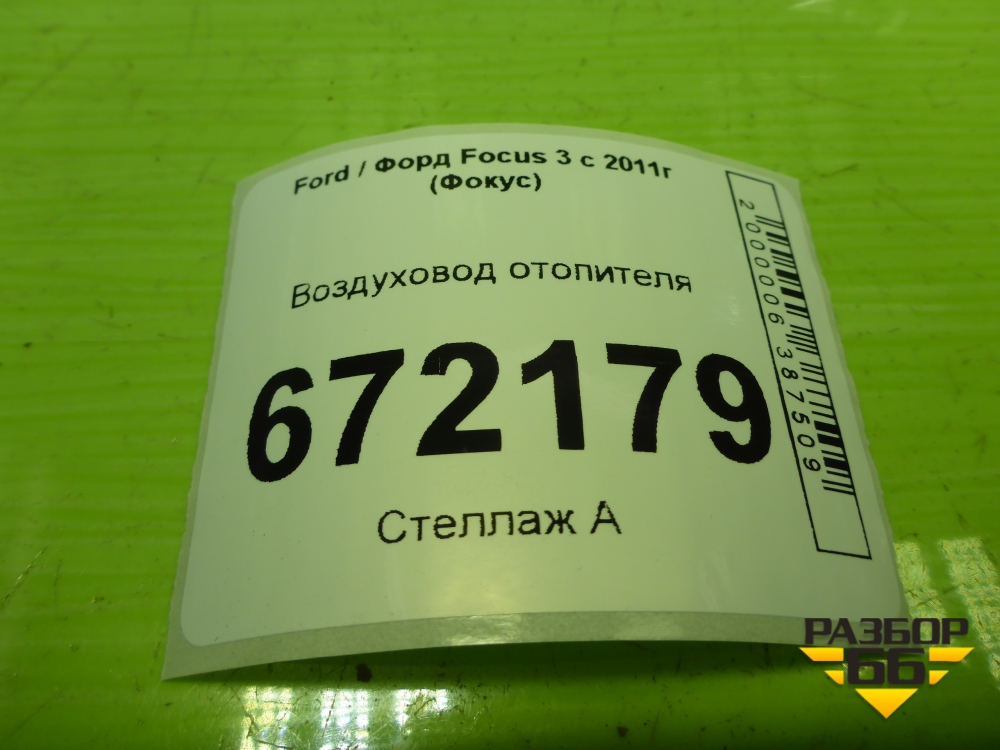 Ford / Форд Focus 3 с 2011г
(Фокус)
Воздуховод отопителя
672179
Стеллаж А
2000006387509
РАЗБОР
66